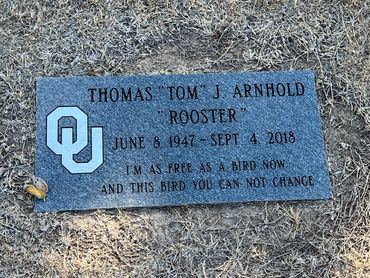 THOMAS "TOM" J. ARNHOLD
"ROOSTER"
OU
JUNE 8, 1947 - SEPT. 4, 2018
I'M AS FREE AS A BIRD NOW
AND THIS BIRD YOU CAN NOT CHANGE